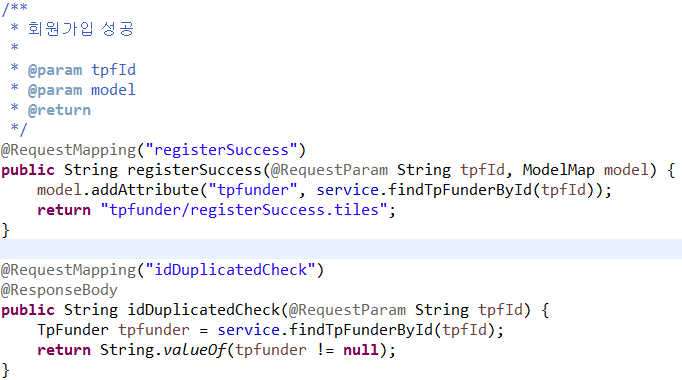 /**
 * 회원가입 성공
 *
 * @param tpfId
 * @param model
 * @return
 */
@RequestMapping("registerSuccess")
public String registerSuccess(@RequestParam String tpfId, ModelMap model) {
    model.addAttribute("tpfunder", service.findTpFunderById(tpfId));
    return "tpfunder/registerSuccess.tiles";
}

@RequestMapping("idDuplicatedCheck")
@ResponseBody
public String idDuplicatedCheck(@RequestParam String tpfId) {
    TpFunder tpfunder = service.findTpFunderById(tpfId);
    return String.valueOf(tpfunder != null);
}